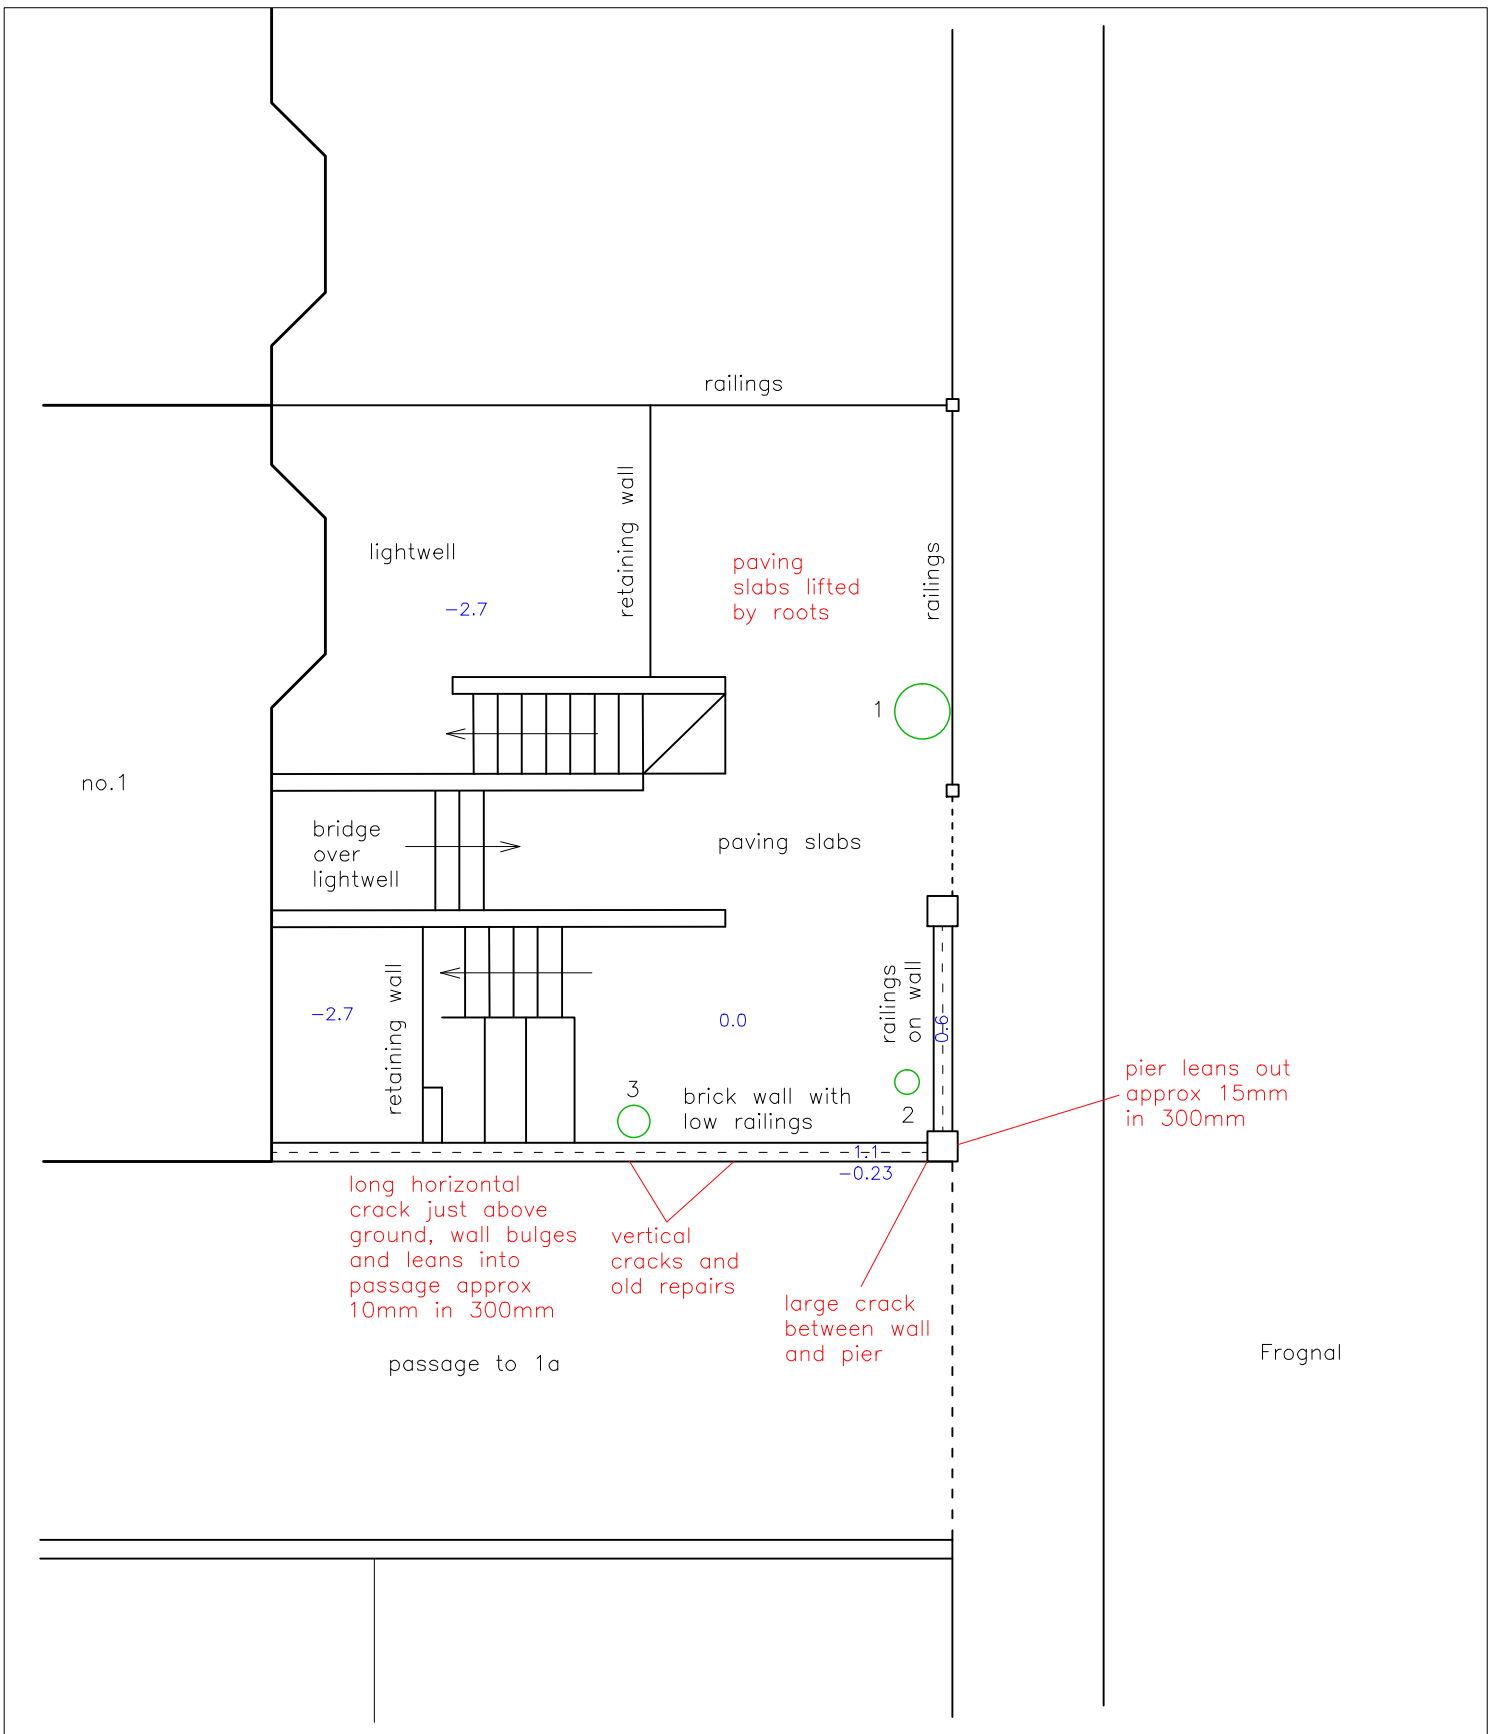 railings
retaining wall
lightwell
-2.7
paving
slabs lifted
by roots
railings
1
no.1
bridge
over
lightwell
paving slabs
retaining wall
-2.7
0.0
railings
on wall
0.6
3
brick wall with
low railings
2
pier leans out
approx 15mm
in 300mm
1.1
-0.23
long horizontal
crack just above
ground, wall bulges
and leans into
passage approx
10mm in 300mm
vertical
cracks and
old repairs
large crack
between wall
and pier
passage to 1a
Frognal